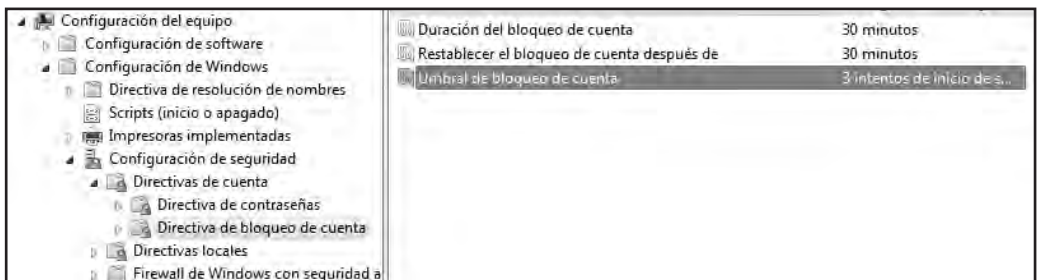 Configuración del equipo
Configuración de software
Configuración de Windows
Directiva de resolución de nombres
Scripts (inicio o apagado)
Impresoras implementadas
Configuración de seguridad
Directivas de cuenta
Directiva de contraseñas
Directiva de bloqueo de cuenta
Directivas locales
Firewall de Windows con seguridad a
Duración del bloqueo de cuenta 30 minutos
Restablecer el bloqueo de cuenta después de 30 minutos
Umbral de bloqueo de cuenta 3 intentos de inicio de s...